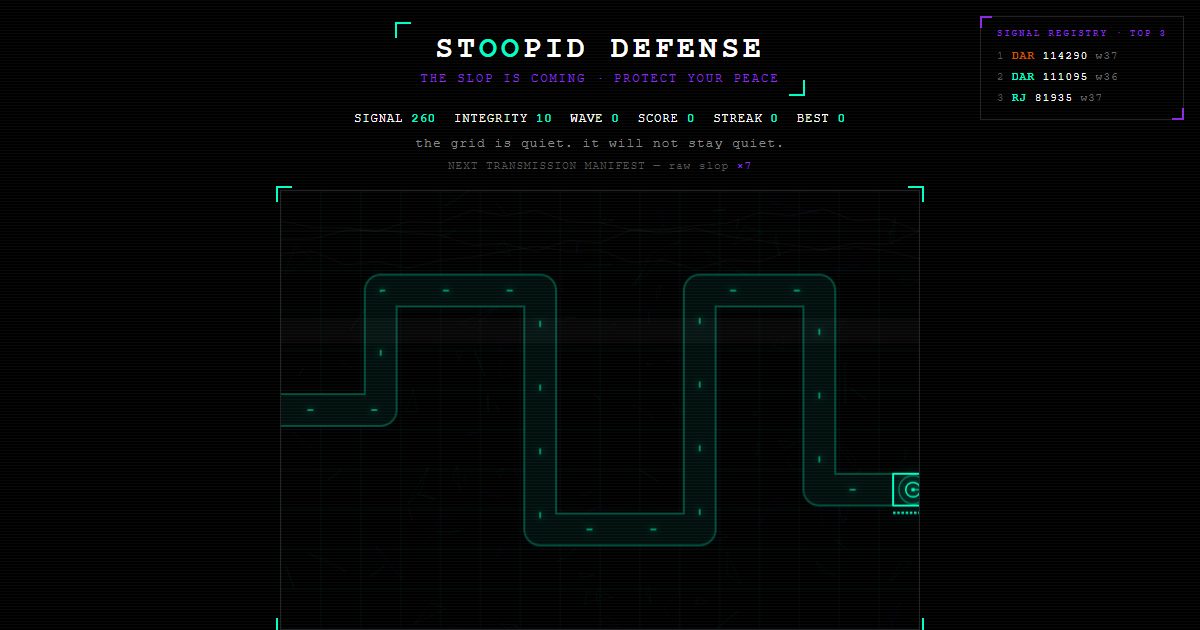 STOOPID DEFENSE
THE SLOP IS COMING · PROTECT YOUR PEACE
SIGNAL REGISTRY · TOP 3
1 DAR 114290 w37
2 DAR 111095 w36
3 RJ 81935 w37
SIGNAL 260 INTEGRITY 10 WAVE 0 SCORE 0 STREAK 0 BEST 0
the grid is quiet. it will not stay quiet.
NEXT TRANSMISSION MANIFEST — raw slop ×7